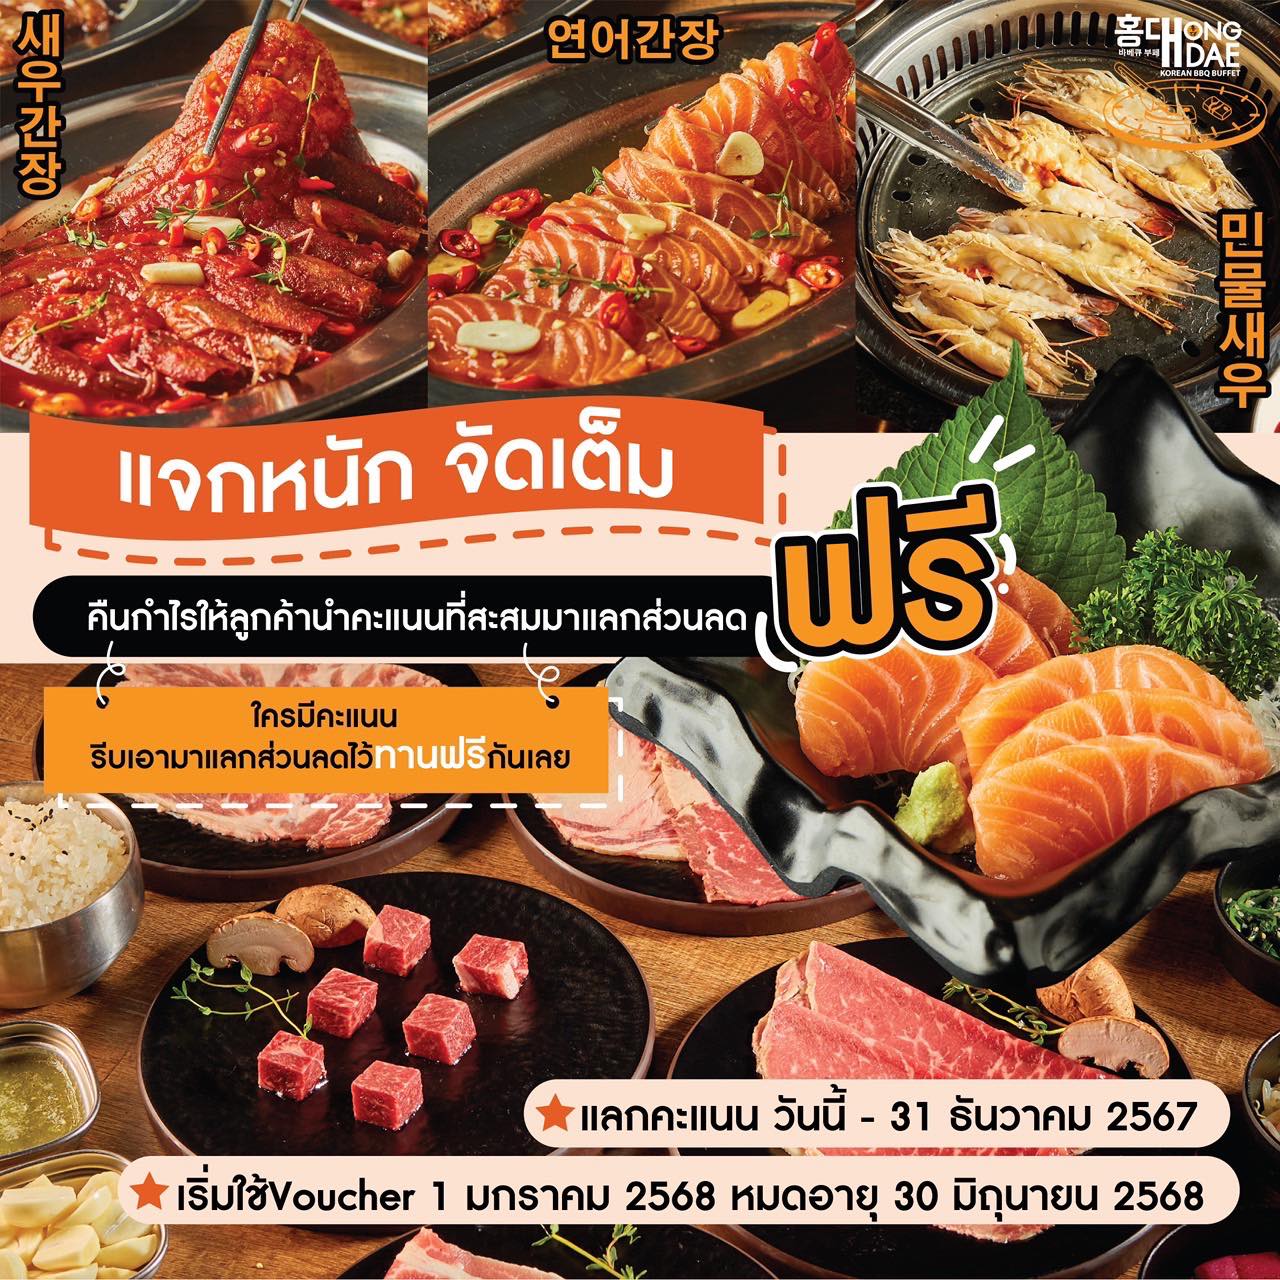 새우간장
연어간장
홍대 HONGDAE
바베큐 부페
KOREAN BBQ BUFFET
민물새우
แจกหนัก จัดเต็ม
ฟรี
คืนกำไรให้ลูกค้านำคะแนนที่สะสมมาแลกส่วนลด
ใครมีคะแนน
รีบเอามาแลกส่วนลดไว้ทานฟรีกันเลย
แลกคะแนน วันนี้ - 31 ธันวาคม 2567
เริ่มใช้Voucher 1 มกราคม 2568 หมดอายุ 30 มิถุนายน 2568